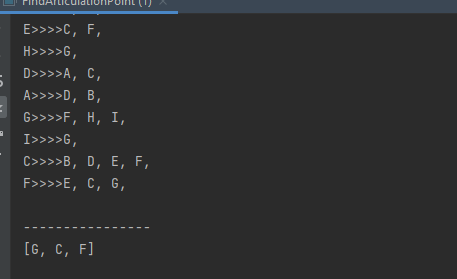 FindArticulationPoint (1) ×
E>>>>C, F,
H>>>>G,
D>>>>A, C,
A>>>>D, B,
G>>>>F, H, I,
I>>>>G,
C>>>>B, D, E, F,
F>>>>E, C, G,
----------------
[G, C, F]